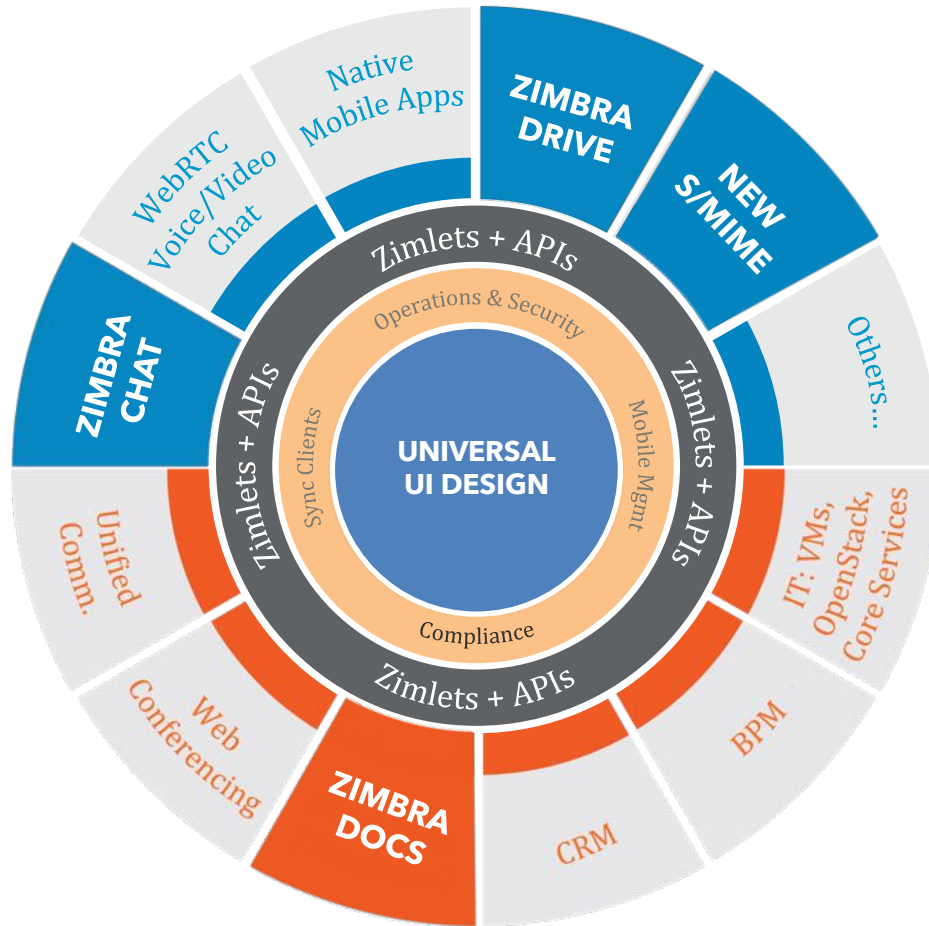 Native
Mobile Apps
ZIMBRA
DRIVE
NEW
S/MIME
Others...
IT: VMs,
OpenStack,
Core Services
BPM
CRM
ZIMBRA
DOCS
Web
Conferencing
Unified
Comm.
ZIMBRA
CHAT
WebRTC
Voice/Video
Chat
Zimlets + APIs
Zimlets + APIs
Zimlets + APIs
Zimlets + APIs
Operations & Security
Mobile Mgmt
Compliance
Sync Clients
UNIVERSAL
UI DESIGN